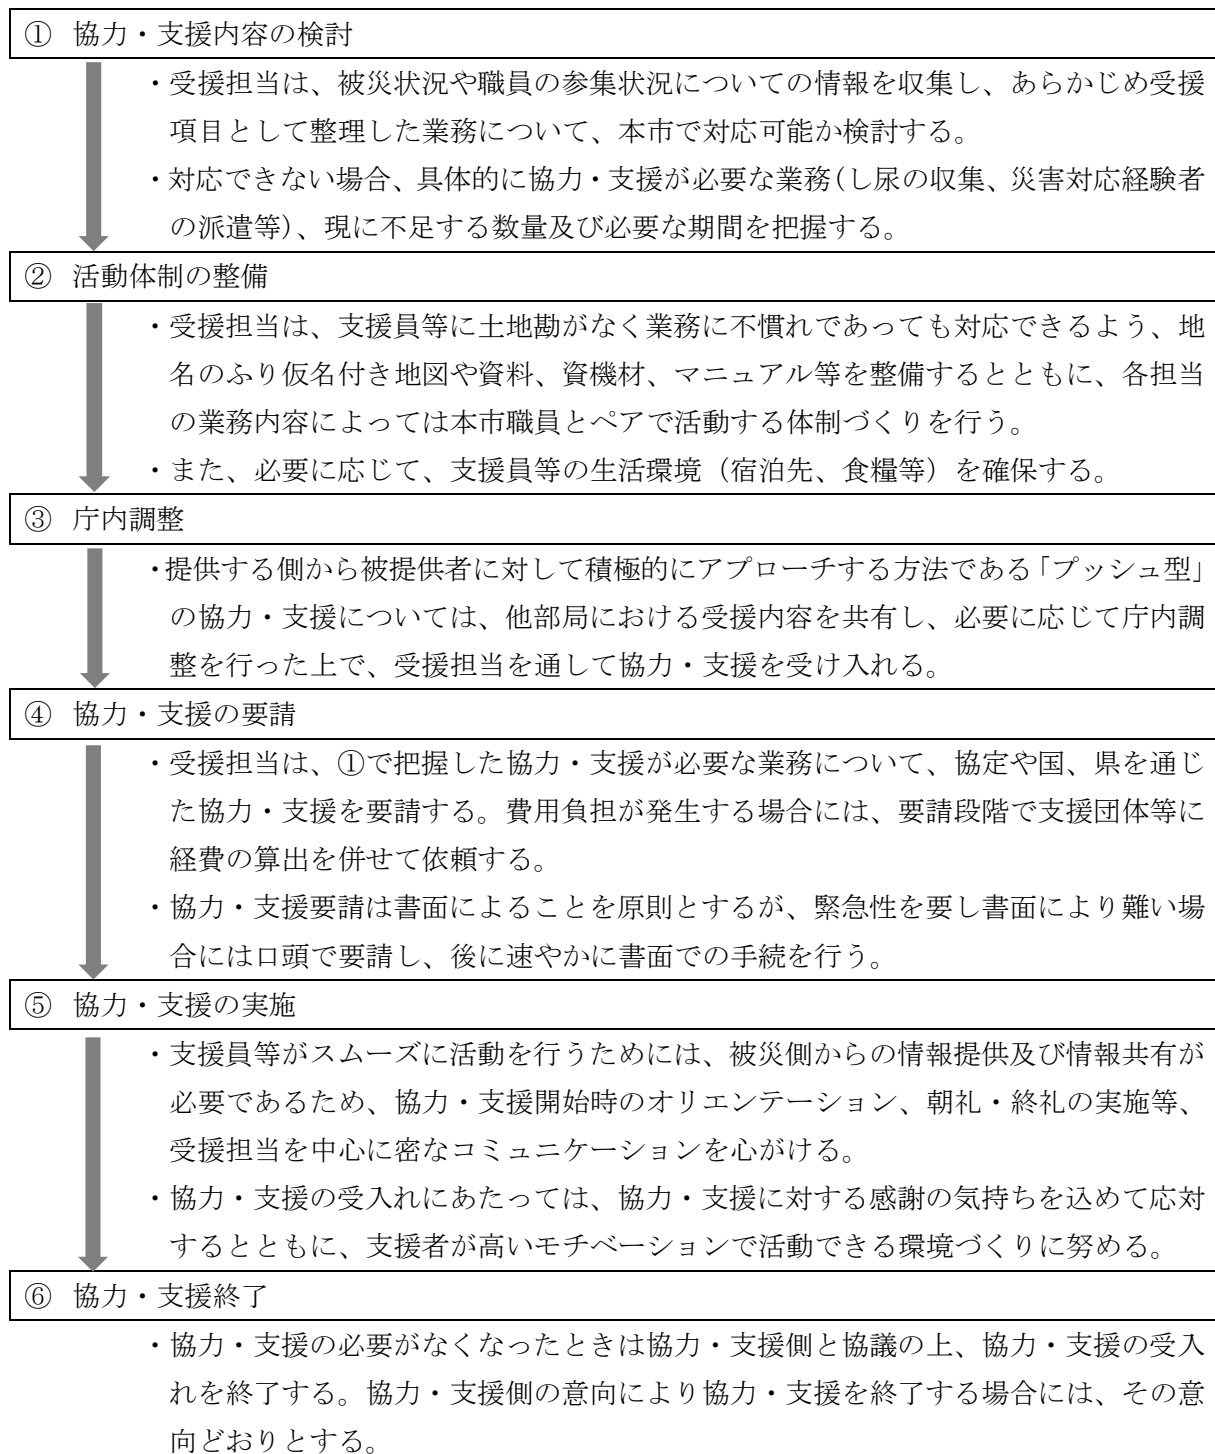 ① 協力・支援内容の検討
・受援担当は、被災状況や職員の参集状況についての情報を収集し、あらかじめ受援
項目として整理した業務について、本市で対応可能か検討する。
・対応できない場合、具体的に協力・支援が必要な業務(し尿の収集、災害対応経験者
の派遣等)、現に不足する数量及び必要な期間を把握する。
② 活動体制の整備
・受援担当は、支援員等に土地勘がなく業務に不慣れであっても対応できるよう、地
名のふり仮名付き地図や資料、資機材、マニュアル等を整備するとともに、各担当
の業務内容によっては本市職員とペアで活動する体制づくりを行う。
・また、必要に応じて、支援員等の生活環境（宿泊先、食糧等）を確保する。
③ 庁内調整
・提供する側から被提供者に対して積極的にアプローチする方法である「プッシュ型」
の協力・支援については、他部局における受援内容を共有し、必要に応じて庁内調
整を行った上で、受援担当を通して協力・支援を受け入れる。
④ 協力・支援の要請
・受援担当は、①で把握した協力・支援が必要な業務について、協定や国、県を通じ
た協力・支援を要請する。費用負担が発生する場合には、要請段階で支援団体等に
経費の算出を併せて依頼する。
・協力・支援要請は書面によることを原則とするが、緊急性を要し書面により難い場
合には口頭で要請し、後に速やかに書面での手続を行う。
⑤ 協力・支援の実施
・支援員等がスムーズに活動を行うためには、被災側からの情報提供及び情報共有が
必要であるため、協力・支援開始時のオリエンテーション、朝礼・終礼の実施等、
受援担当を中心に密なコミュニケーションを心がける。
・協力・支援の受入れにあたっては、協力・支援に対する感謝の気持ちを込めて応対
するとともに、支援者が高いモチベーションで活動できる環境づくりに努める。
⑥ 協力・支援終了
・協力・支援の必要がなくなったときは協力・支援側と協議の上、協力・支援の受入
れを終了する。協力・支援側の意向により協力・支援を終了する場合には、その意
向どおりとする。